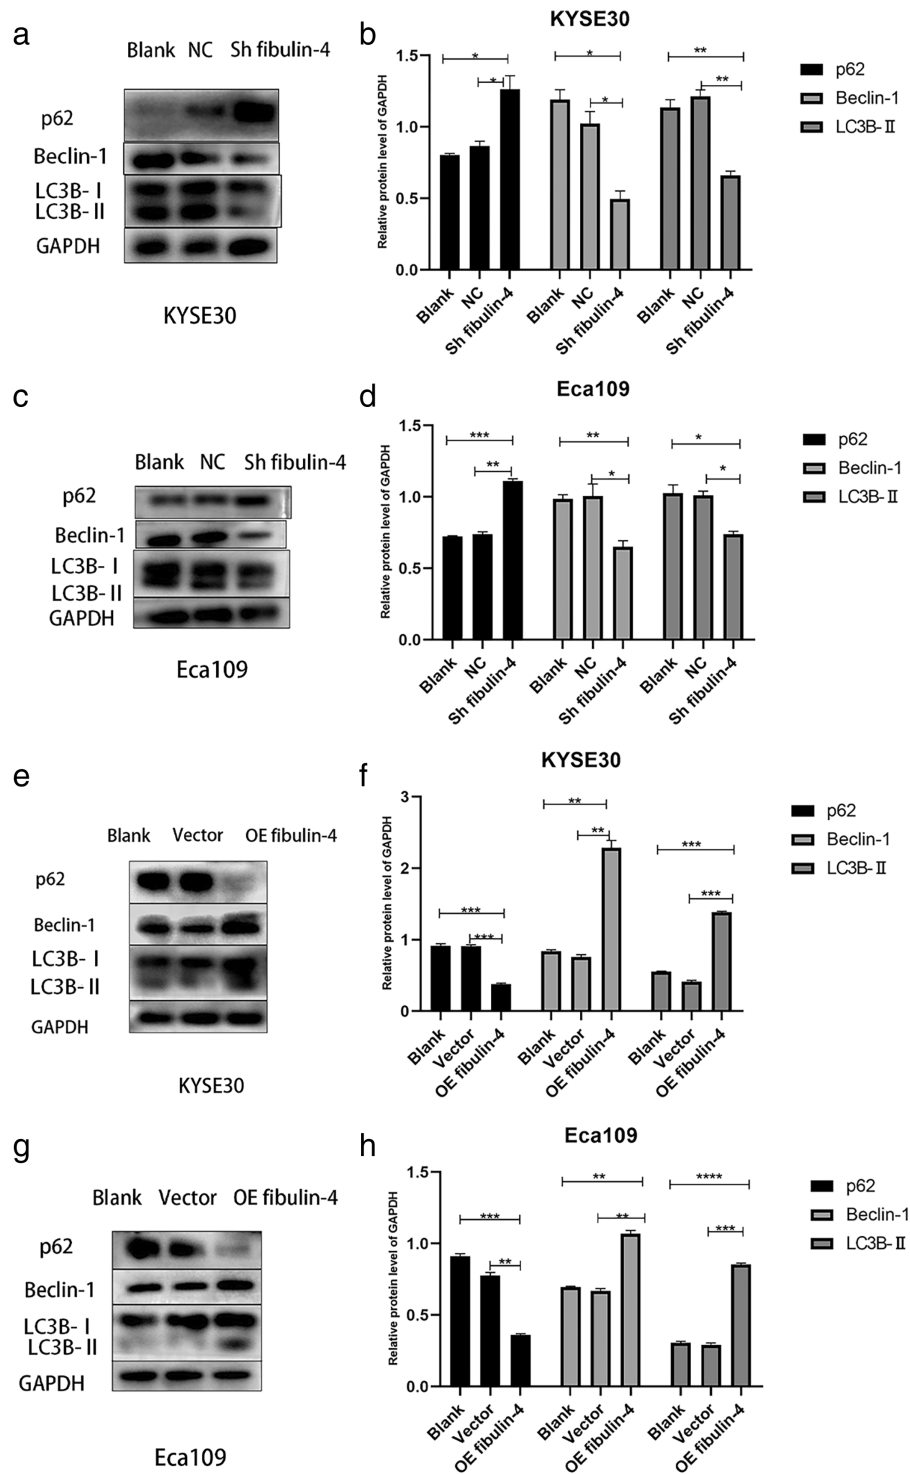 a
Blank NC Sh fibulin-4
p62
Beclin-1
LC3B-Ⅰ
LC3B-Ⅱ
GAPDH
KYSE30
b
KYSE30
Relative protein level of GAPDH
1.5
1.0
0.5
0.0
* * * * ** **
Blank NC Sh fibulin-4 Blank NC Sh fibulin-4 Blank NC Sh fibulin-4
p62
Beclin-1
LC3B-Ⅱ
c
Blank NC Sh fibulin-4
p62
Beclin-1
LC3B-Ⅰ
LC3B-Ⅱ
GAPDH
Eca109
d
Eca109
Relative protein level of GAPDH
1.5
1.0
0.5
0.0
*** ** ** * * *
Blank NC Sh fibulin-4 Blank NC Sh fibulin-4 Blank NC Sh fibulin-4
p62
Beclin-1
LC3B-Ⅱ
e
Blank Vector OE fibulin-4
p62
Beclin-1
LC3B-Ⅰ
LC3B-Ⅱ
GAPDH
KYSE30
f
KYSE30
Relative protein level of GAPDH
3
2
1
0
*** *** ** ** *** ***
Blank Vector OE fibulin-4 Blank Vector OE fibulin-4 Blank Vector OE fibulin-4
p62
Beclin-1
LC3B-Ⅱ
g
Blank Vector OE fibulin-4
p62
Beclin-1
LC3B-Ⅰ
LC3B-Ⅱ
GAPDH
Eca109
h
Eca109
Relative protein level of GAPDH
1.5
1.0
0.5
0.0
*** ** ** ** **** ***
Blank Vector OE fibulin-4 Blank Vector OE fibulin-4 Blank Vector OE fibulin-4
p62
Beclin-1
LC3B-Ⅱ